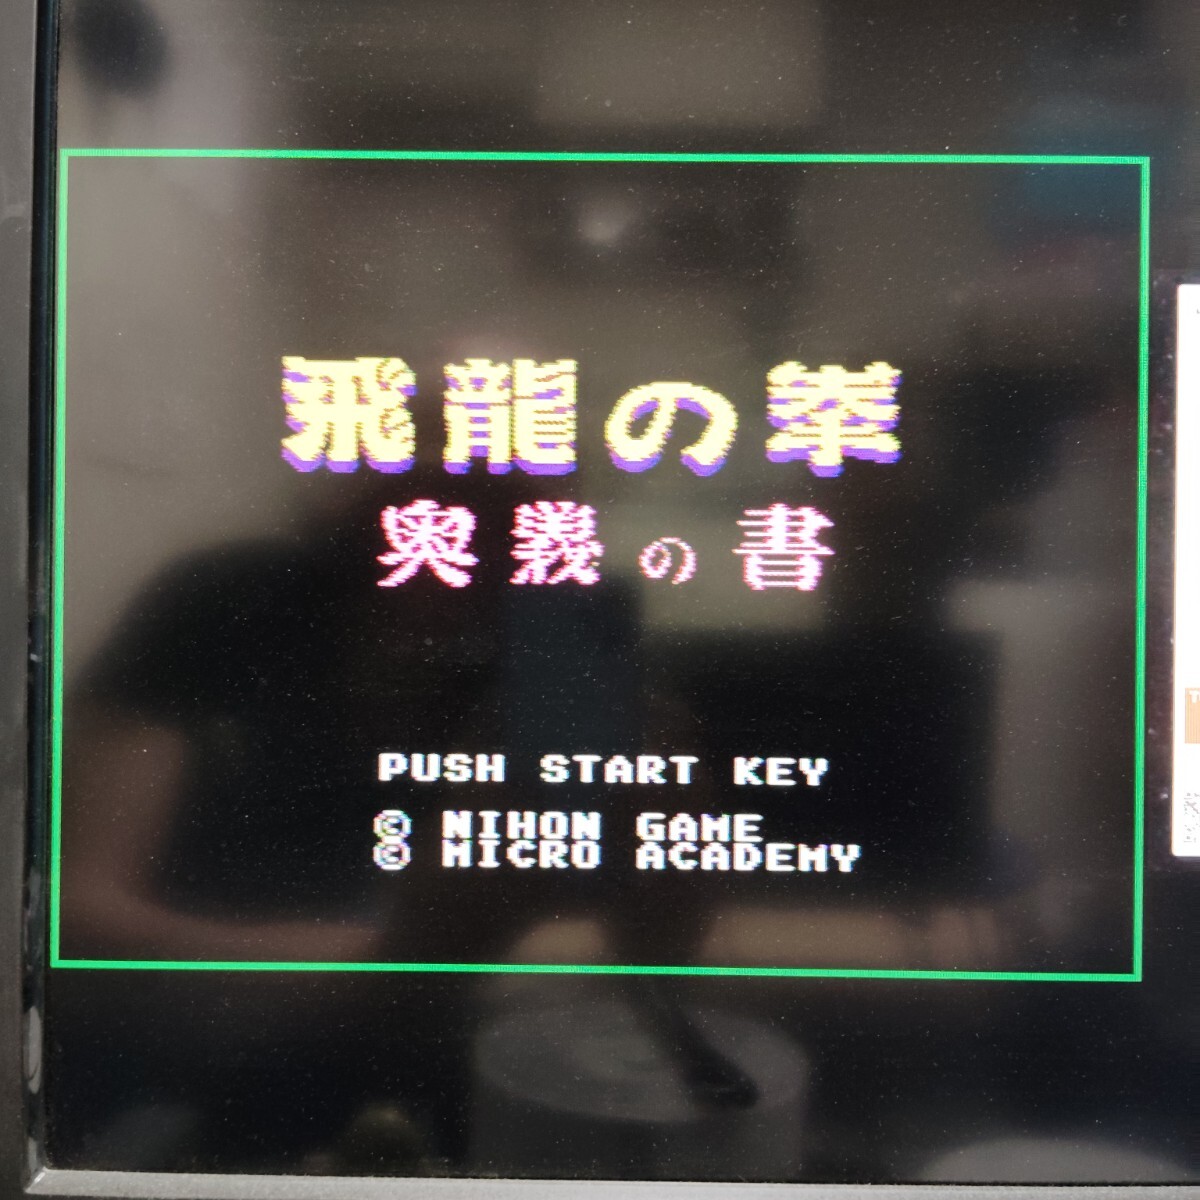 飛龍の拳
奥義の書
PUSH START KEY
© NIHON GAME
© MICRO ACADEMY